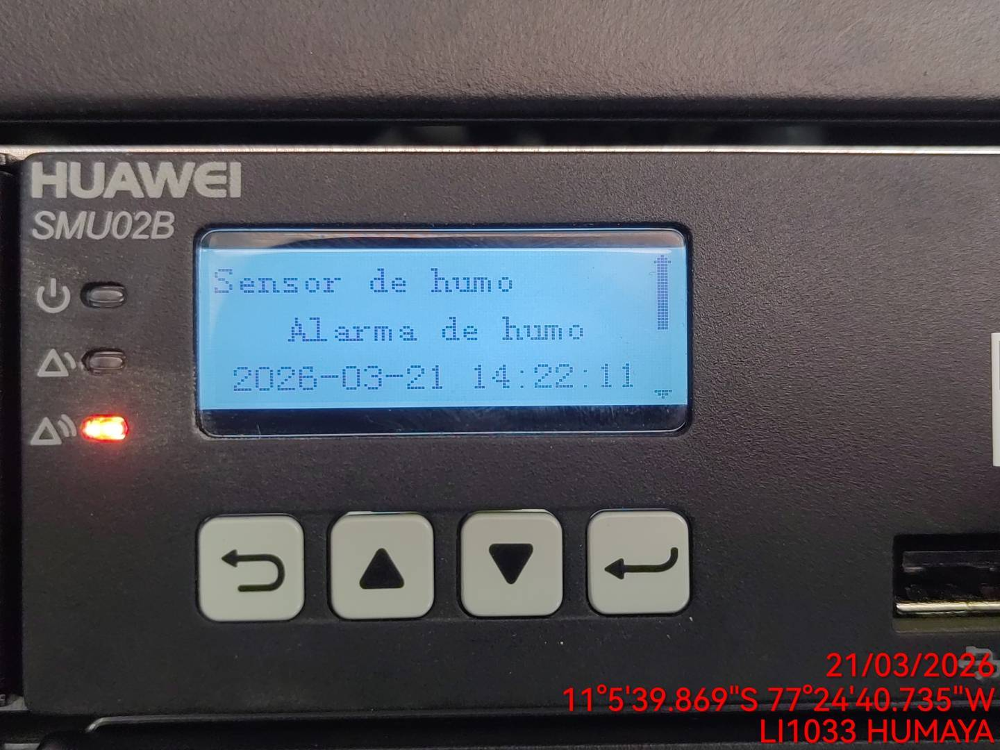 HUAWEI
SMU02B
Sensor de humo
Alarma de humo
2026-03-21 14:22:11
21/03/2026
11°5'39.869"S 77°24'40.735"W
LI1033 HUMAYA